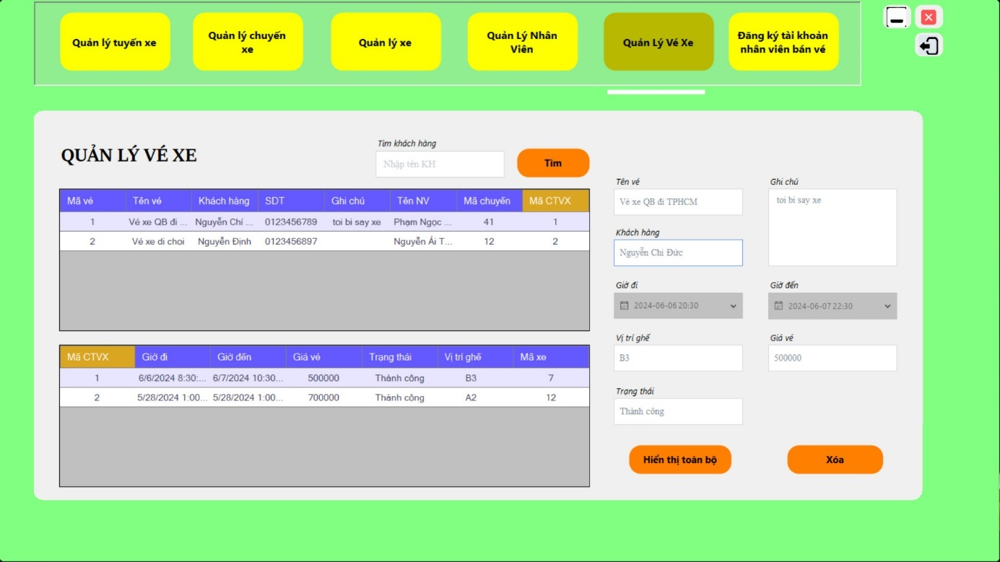 Quản lý tuyến xe
Quản lý chuyến
xe
Quản lý xe
Quản Lý Nhân
Viên
Quản Lý Vé Xe
Đăng ký tài khoản
nhân viên bán vé
QUẢN LÝ VÉ XE
Tìm khách hàng
Nhập tên KH
Tìm
Mã vé Tên vé Khách hàng SDT Ghi chú Tên NV Mã chuyến Mã CTVX
1 Vé xe QB đi ... Nguyễn Chí ... 0123456789 toi bi say xe Phạm Ngọc ... 41 1
2 Vé xe di choi Nguyễn Định 0123456897 Nguyễn Ái T... 12 2
Mã CTVX Giờ đi Giờ đến Giá vé Trạng thái Vị trí ghế Mã xe
1 6/6/2024 8:30:... 6/7/2024 10:30... 500000 Thành công B3 7
2 5/28/2024 1:00... 5/28/2024 1:00... 700000 Thành công A2 12
Tên vé
Vé xe QB đi TPHCM
Ghi chú
toi bi say xe
Khách hàng
Nguyễn Chí Đức
Giờ đi
2024-06-06 20:30
Giờ đến
2024-06-07 22:30
Vị trí ghế
B3
Giá vé
500000
Trạng thái
Thành công
Hiển thị toàn bộ
Xóa